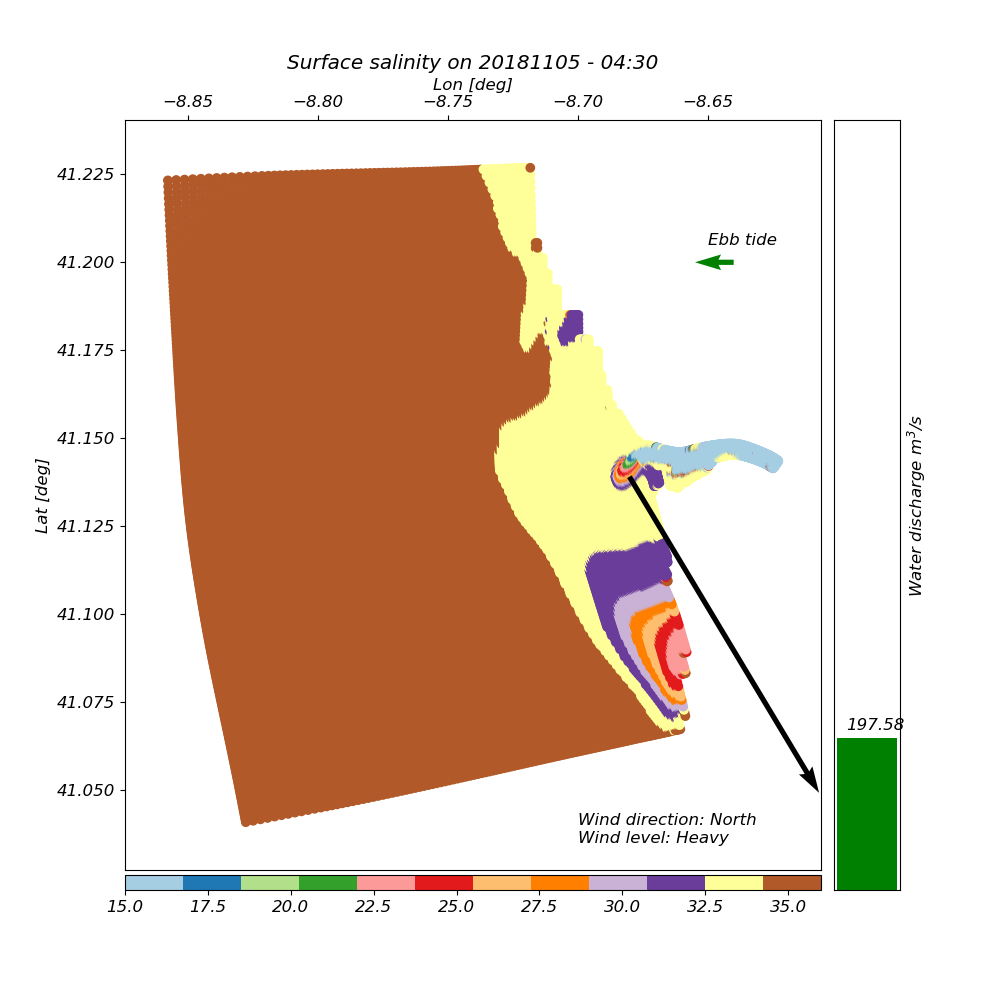 Surface salinity on 20181105 - 04:30
Lon [deg]
−8.85 −8.80 −8.75 −8.70 −8.65
41.225
41.200
41.175
41.150
41.125
41.100
41.075
41.050
Lat [deg]
Ebb tide
Wind direction: North
Wind level: Heavy
Water discharge m³/s
197.58
15.0 17.5 20.0 22.5 25.0 27.5 30.0 32.5 35.0